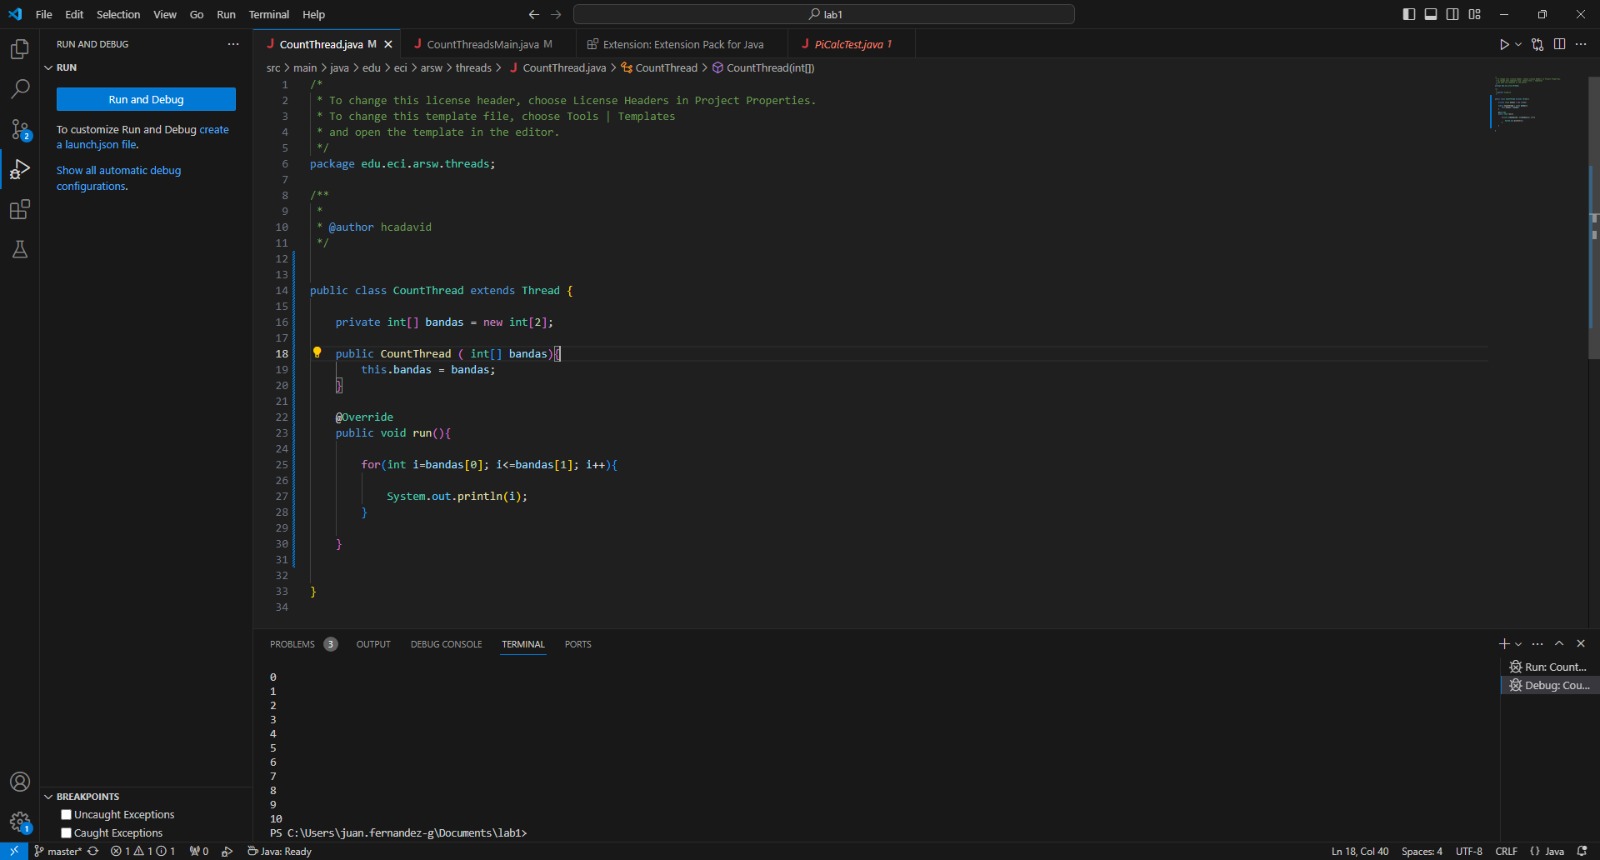 File Edit Selection View Go Run Terminal Help
lab1
RUN AND DEBUG
CountThread.java M
CountThreadsMain.java M
Extension: Extension Pack for Java
PiCalcTest.java 1
RUN
src > main > java > edu > eci > arsw > threads > CountThread.java > CountThread > CountThread(int[])
Run and Debug
To customize Run and Debug create
a launch.json file.
Show all automatic debug
configurations.
2
1 /*
2 * To change this license header, choose License Headers in Project Properties.
3 * To change this template file, choose Tools | Templates
4 * and open the template in the editor.
5 */
6 package edu.eci.arsw.threads;
7
8 /**
9 *
10 * @author hcadavid
11 */
12
13
14 public class CountThread extends Thread {
15
16 private int[] bandas = new int[2];
17
18 public CountThread ( int[] bandas){
19 this.bandas = bandas;
20 }
21
22 @Override
23 public void run(){
24
25 for(int i=bandas[0]; i<=bandas[1]; i++){
26
27 System.out.println(i);
28 }
29
30 }
31
32
33 }
34
PROBLEMS 3 OUTPUT DEBUG CONSOLE TERMINAL PORTS
0
1
2
3
4
5
6
7
8
9
10
PS C:\Users\juan.fernandez-g\Documents\lab1>
Run: Count...
Debug: Cou...
BREAKPOINTS
Uncaught Exceptions
Caught Exceptions
1
master* 1 1 1 0 Java: Ready
Ln 18, Col 40 Spaces: 4 UTF-8 CRLF {} Java